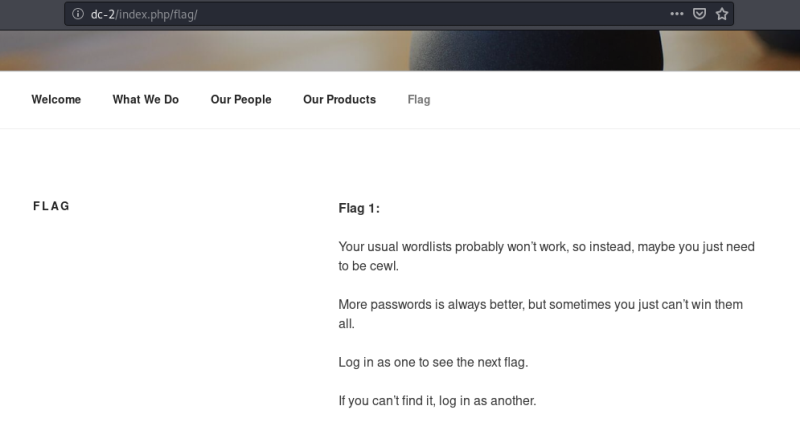 dc-2/index.php/flag/
Welcome What We Do Our People Our Products Flag
FLAG
Flag 1:
Your usual wordlists probably won’t work, so instead, maybe you just need
to be cewl.
More passwords is always better, but sometimes you just can’t win them
all.
Log in as one to see the next flag.
If you can’t find it, log in as another.